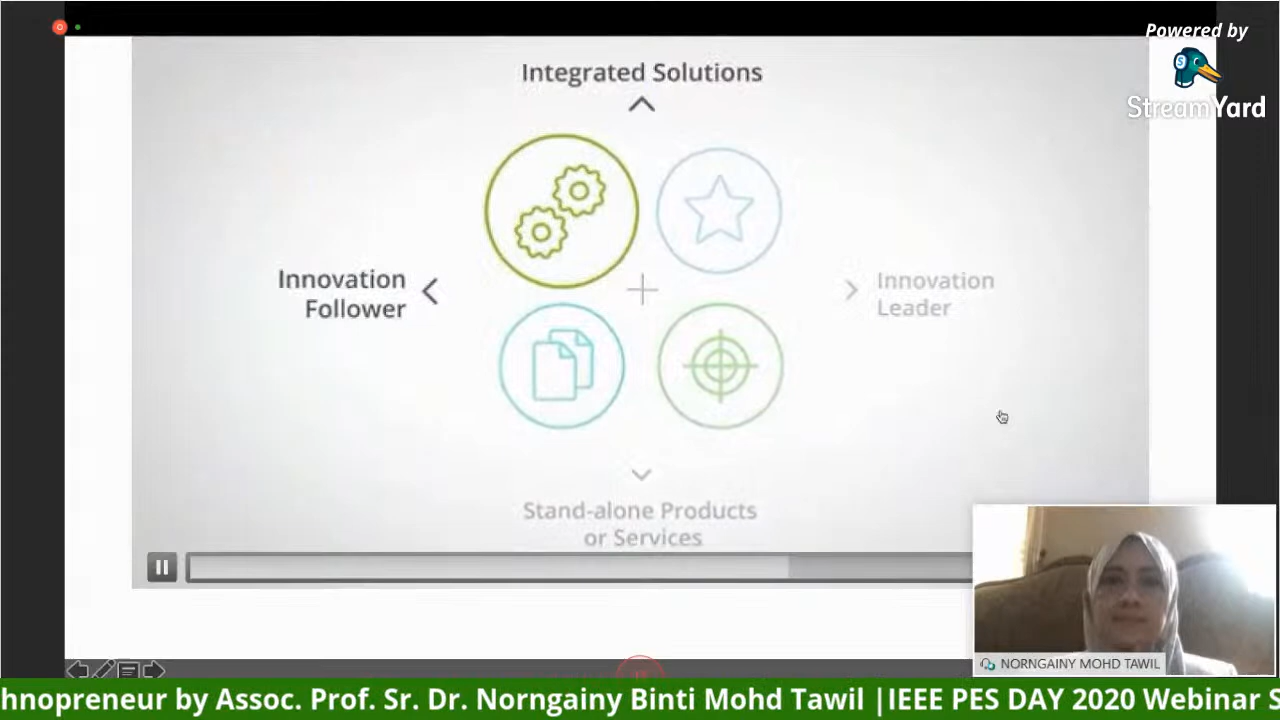 Powered by
StreamYard
Integrated Solutions
Innovation
Follower
Innovation
Leader
Stand-alone Products
or Services
NORNGAINY MOHD TAWIL
hnopreneur by Assoc. Prof. Sr. Dr. Norngainy Binti Mohd Tawil |IEEE PES DAY 2020 Webinar S